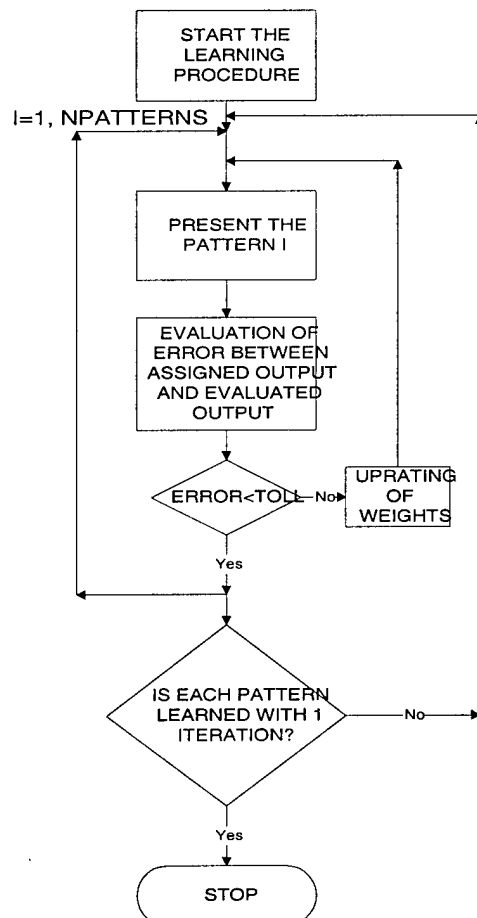 START THE
LEARNING
PROCEDURE
I=1, NPATTERNS
PRESENT THE
PATTERN I
EVALUATION OF
ERROR BETWEEN
ASSIGNED OUTPUT
AND EVALUATED
OUTPUT
ERROR<TOLL
No
UPRATING
OF
WEIGHTS
Yes
IS EACH PATTERN
LEARNED WITH 1
ITERATION?
No
Yes
STOP